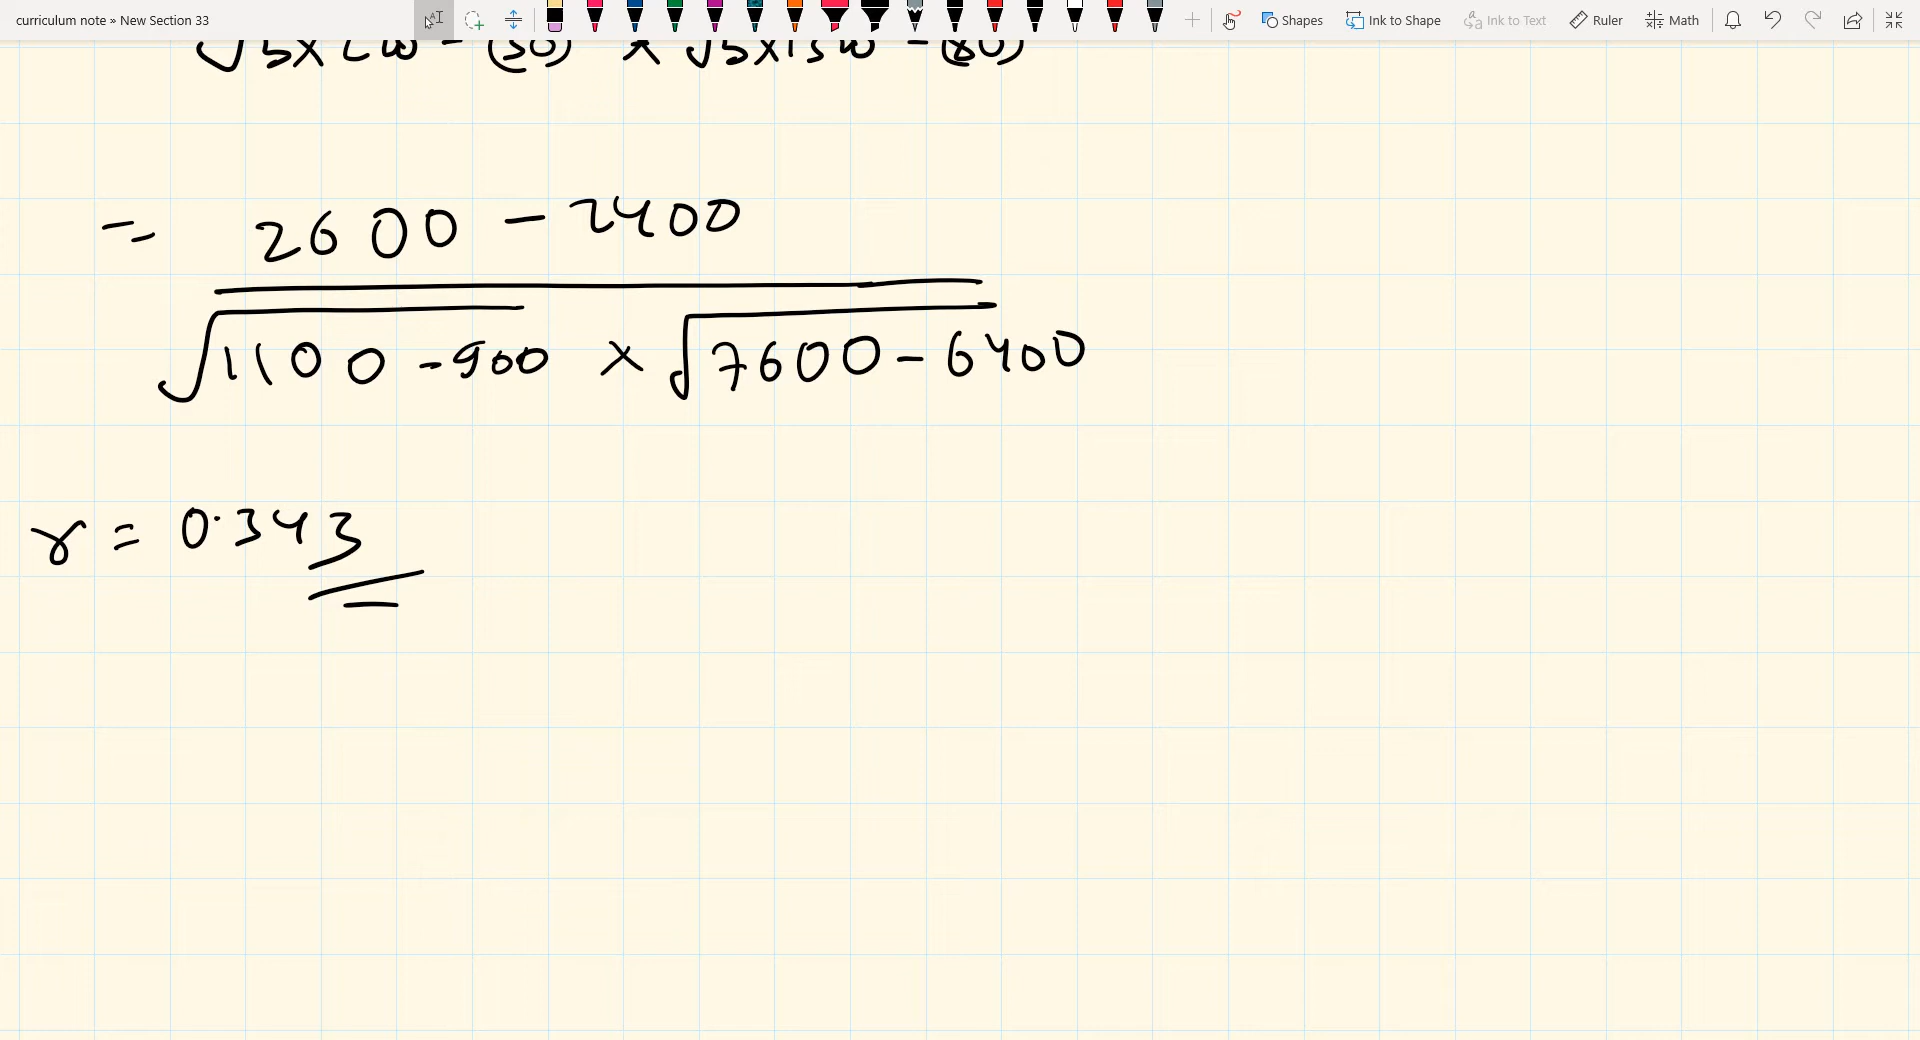 curriculum note » New Section 33
Shapes Ink to Shape Ink to Text Ruler Math
= 2600 - 2400
√1100 - 900 × √7600 - 6400
r = 0.343